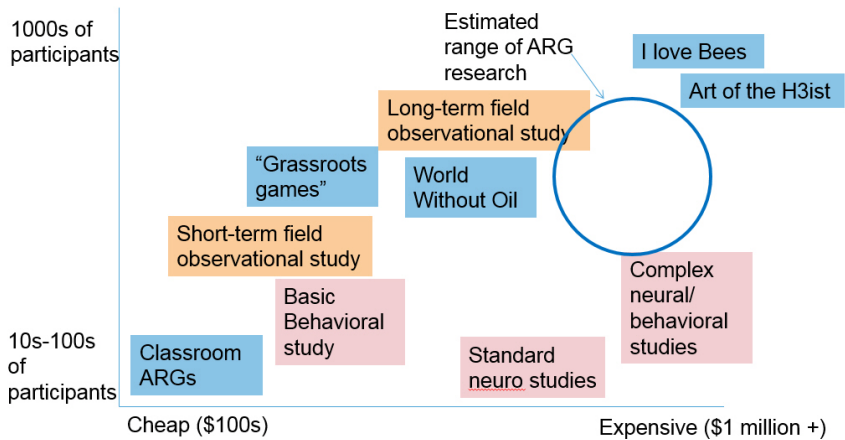 1000s of
participants
Estimated
range of ARG
research
I love Bees
Art of the H3ist
Long-term field
observational study
"Grassroots
games"
World
Without Oil
Short-term field
observational study
Basic
Behavioral
study
Complex
neural/
behavioral
studies
10s-100s
of
participants
Classroom
ARGs
Standard
neuro studies
Cheap ($100s)
Expensive ($1 million +)